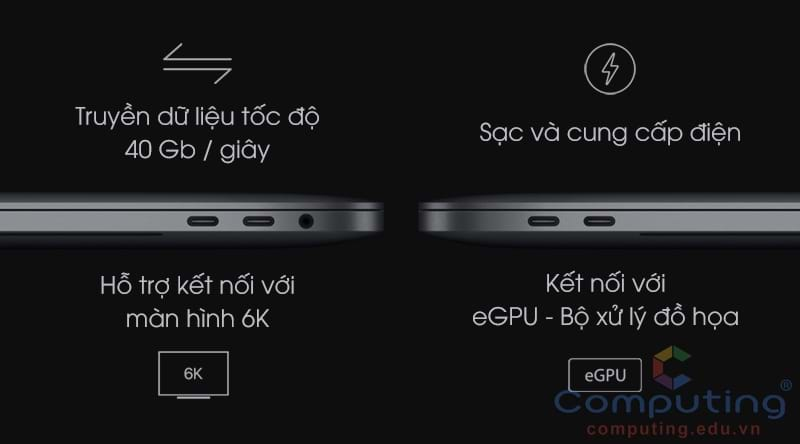 Truyền dữ liệu tốc độ
40 Gb / giây
Sạc và cung cấp điện
Hỗ trợ kết nối với
màn hình 6K
6K
Kết nối với
eGPU - Bộ xử lý đồ họa
eGPU
Computing®
computing.edu.vn